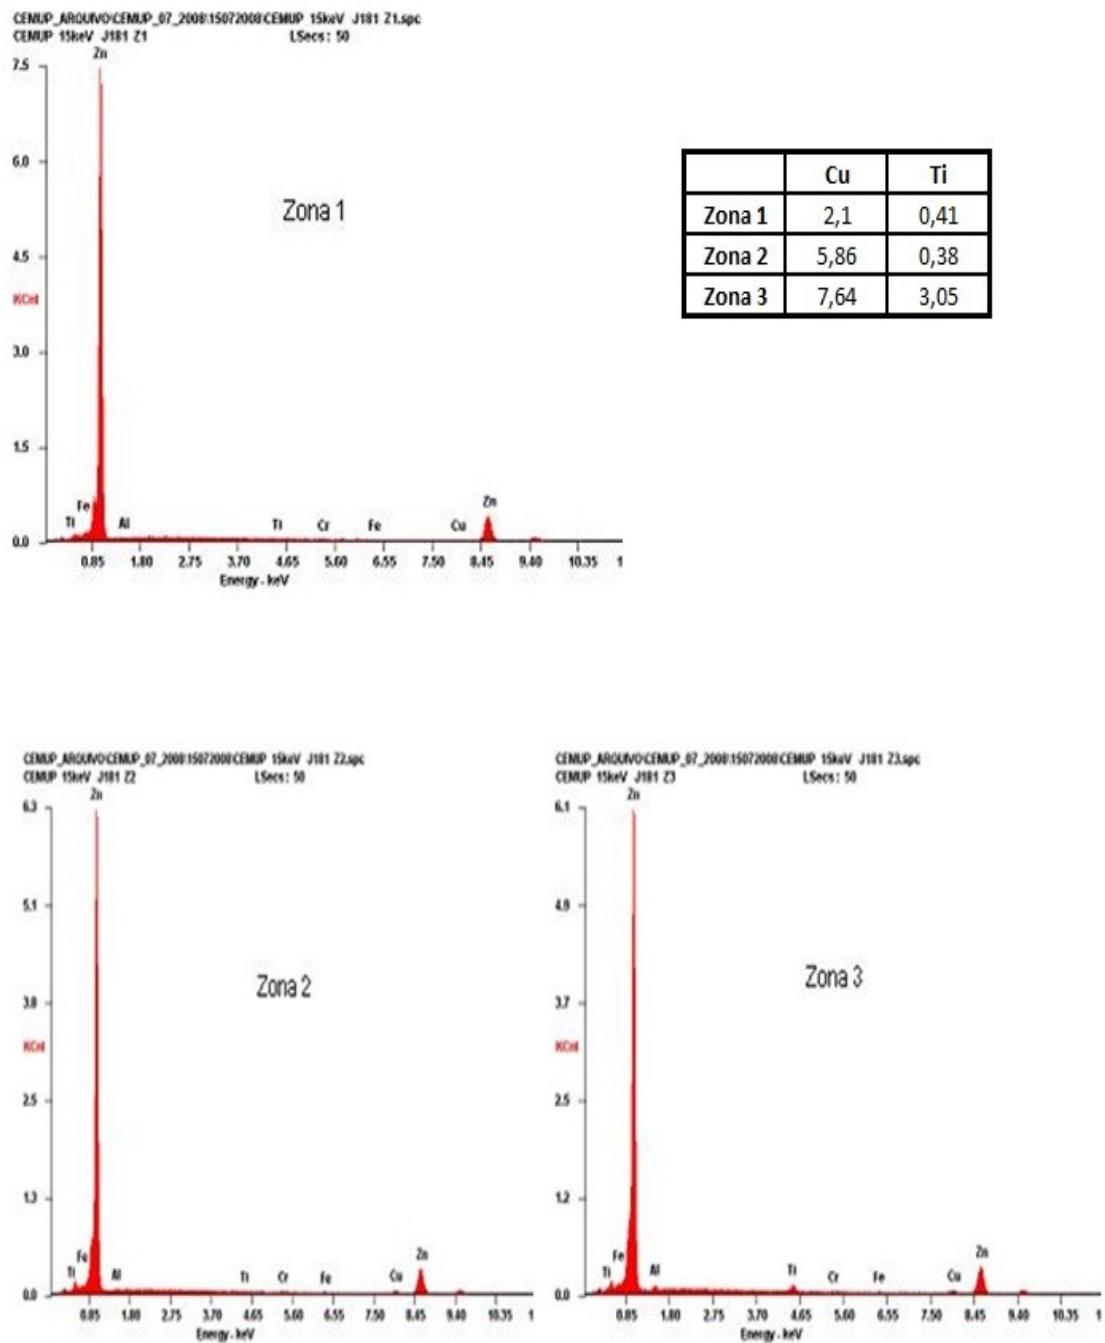 CEMUP_ARQUIVO\CEMUP_07_2008\15072008\CEMUP 15keV J181 Z1.spc
CEMUP 15keV J181 Z1 LSecs: 50
Zn
7.5
6.0
Zona 1
4.5
KCnt
3.0
1.5
Ti Fe Al Ti Cr Fe Cu Zn
0.0
0.85 1.80 2.75 3.70 4.65 5.60 6.55 7.50 8.45 9.40 10.35 1
Energy - keV
Cu Ti
Zona 1 2,1 0,41
Zona 2 5,86 0,38
Zona 3 7,64 3,05
CEMUP_ARQUIVO\CEMUP_07_2008\15072008\CEMUP 15keV J181 Z2.spc
CEMUP 15keV J181 Z2 LSecs: 50
Zn
6.3
5.1
Zona 2
3.8
KCnt
2.5
1.3
Ti Fe Al Ti Cr Fe Cu Zn
0.0
0.85 1.80 2.75 3.70 4.65 5.60 6.55 7.50 8.45 9.40 10.35 1
Energy - keV
CEMUP_ARQUIVO\CEMUP_07_2008\15072008\CEMUP 15keV J181 Z3.spc
CEMUP 15keV J181 Z3 LSecs: 50
Zn
6.1
4.9
Zona 3
3.7
KCnt
2.5
1.2
Ti Fe Al Ti Cr Fe Cu Zn
0.0
0.85 1.80 2.75 3.70 4.65 5.60 6.55 7.50 8.45 9.40 10.35 1
Energy - keV